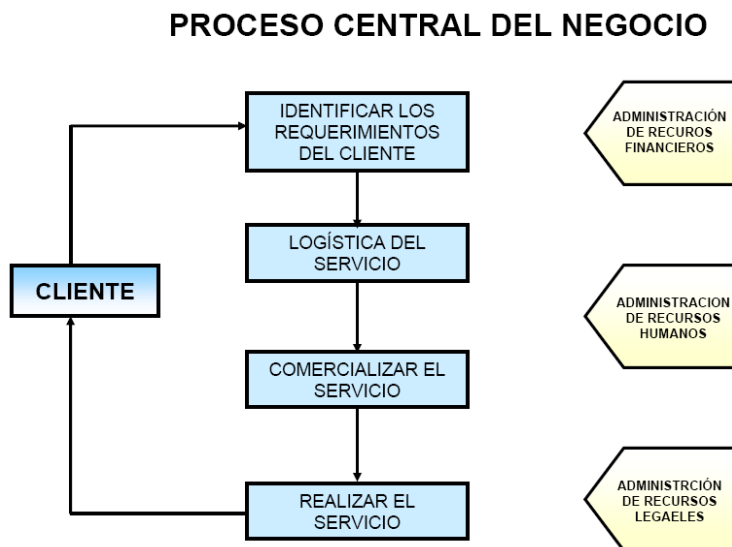 PROCESO CENTRAL DEL NEGOCIO
IDENTIFICAR LOS
REQUERIMIENTOS
DEL CLIENTE
ADMINISTRACIÓN
DE RECUROS
FINANCIEROS
LOGÍSTICA DEL
SERVICIO
CLIENTE
ADMINISTRACION
DE RECURSOS
HUMANOS
COMERCIALIZAR EL
SERVICIO
REALIZAR EL
SERVICIO
ADMINISTRCIÓN
DE RECURSOS
LEGAELES